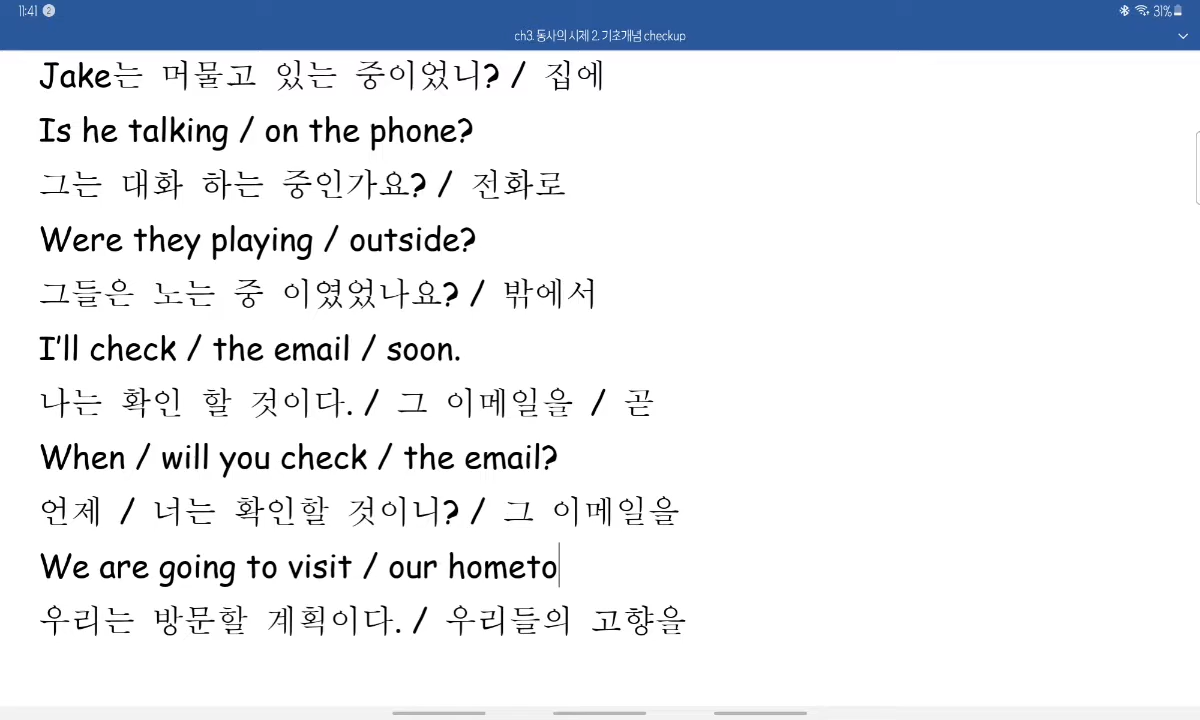 11:41 2 31%
ch3. 동사의 시제 2. 기초개념 checkup
Jake는 머물고 있는 중이었니? / 집에
Is he talking / on the phone?
그는 대화 하는 중인가요? / 전화로
Were they playing / outside?
그들은 노는 중 이였었나요? / 밖에서
I'll check / the email / soon.
나는 확인 할 것이다. / 그 이메일을 / 곧
When / will you check / the email?
언제 / 너는 확인할 것이니? / 그 이메일을
We are going to visit / our hometo
우리는 방문할 계획이다. / 우리들의 고향을